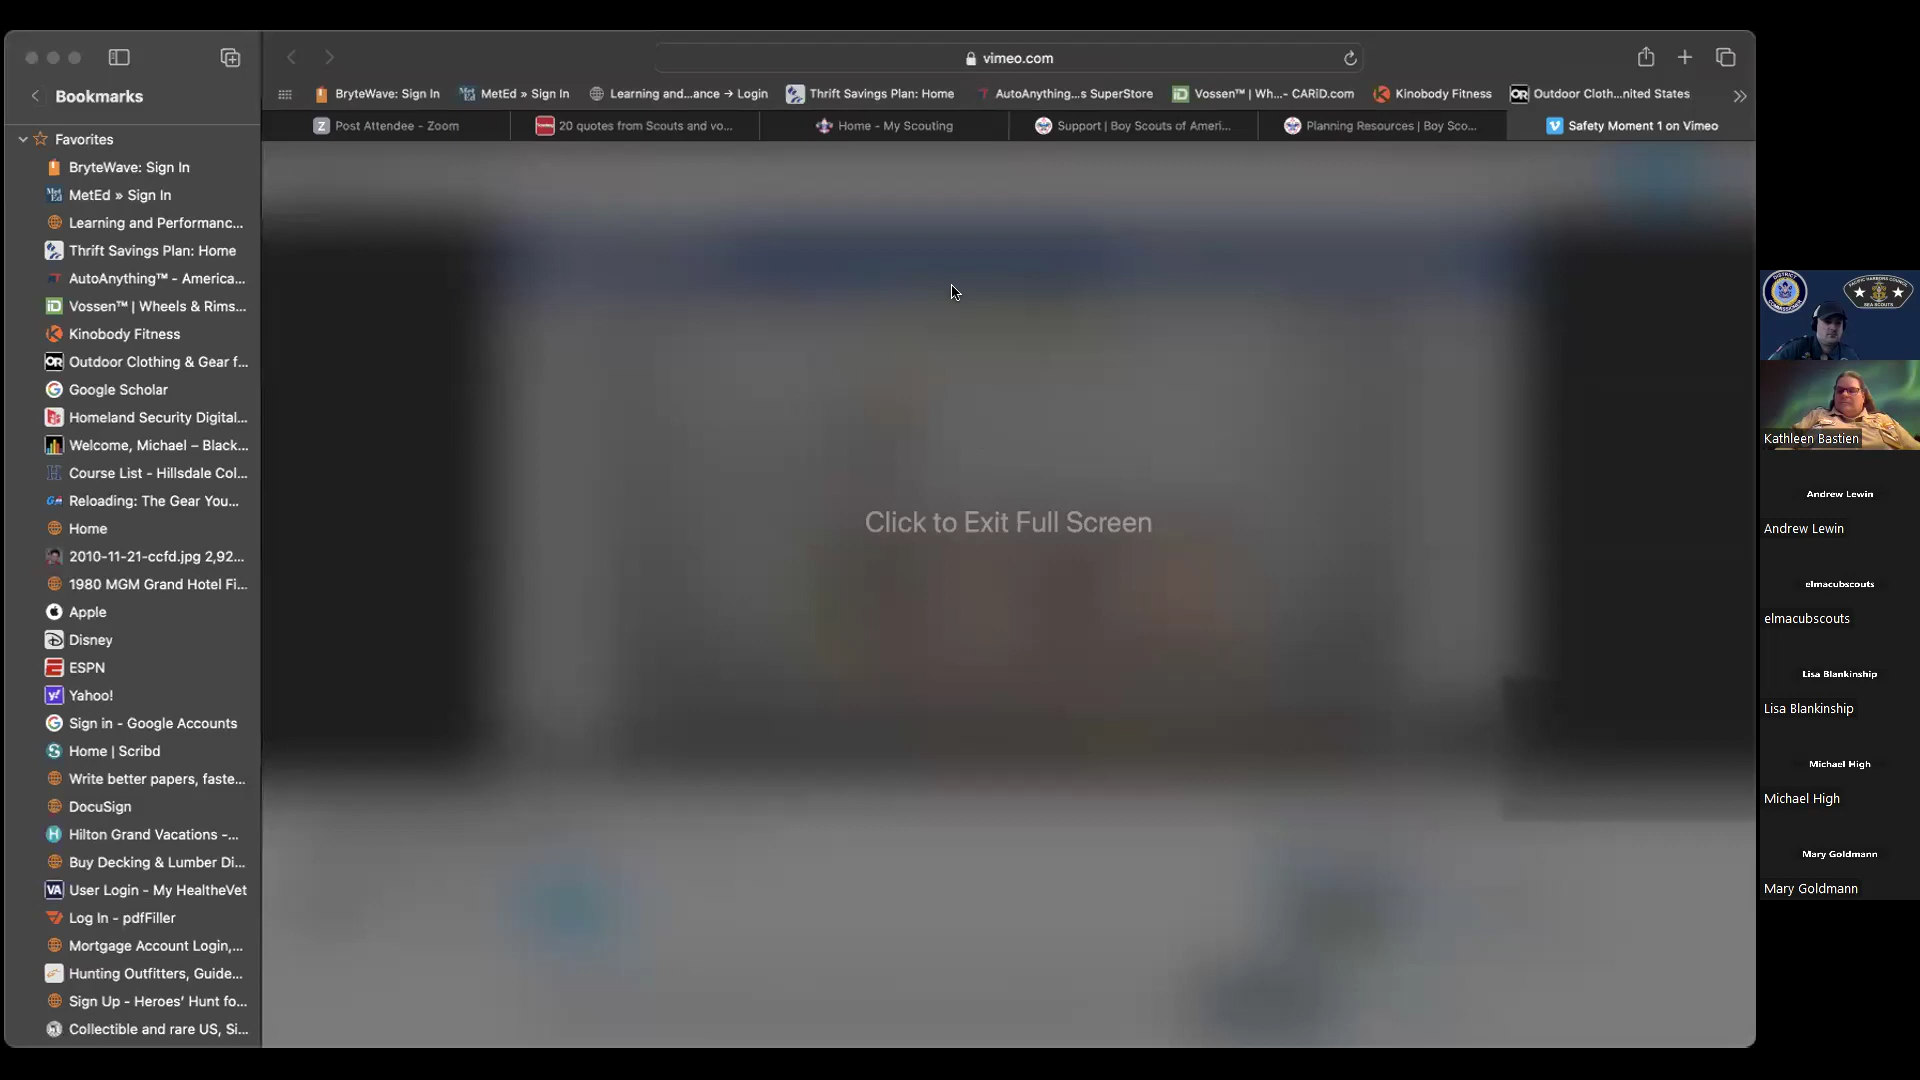 vimeo.com
Bookmarks
BryteWave: Sign In
MetEd » Sign In
Learning and...ance → Login
Thrift Savings Plan: Home
AutoAnything...s SuperStore
Vossen™ | Wh...- CARiD.com
Kinobody Fitness
Outdoor Cloth...nited States
Post Attendee - Zoom
20 quotes from Scouts and vo...
Home - My Scouting
Support | Boy Scouts of Ameri...
Planning Resources | Boy Sco...
Safety Moment 1 on Vimeo
Favorites
BryteWave: Sign In
MetEd » Sign In
Learning and Performanc...
Thrift Savings Plan: Home
AutoAnything™ - America...
Vossen™ | Wheels & Rims...
Kinobody Fitness
Outdoor Clothing & Gear f...
Google Scholar
Homeland Security Digital...
Welcome, Michael – Black...
Course List - Hillsdale Col...
Reloading: The Gear You...
Home
2010-11-21-ccfd.jpg 2,92...
1980 MGM Grand Hotel Fi...
Apple
Disney
ESPN
Yahoo!
Sign in - Google Accounts
Home | Scribd
Write better papers, faste...
DocuSign
Hilton Grand Vacations -...
Buy Decking & Lumber Di...
User Login - My HealtheVet
Log In - pdfFiller
Mortgage Account Login,...
Hunting Outfitters, Guide...
Sign Up - Heroes' Hunt fo...
Collectible and rare US, Si...
Click to Exit Full Screen
DISTRICT
COMMISSIONER
PACIFIC HARBORS COUNCIL
SEA SCOUTS
Kathleen Bastien
Andrew Lewin
Andrew Lewin
elmacubscouts
elmacubscouts
Lisa Blankinship
Lisa Blankinship
Michael High
Michael High
Mary Goldmann
Mary Goldmann